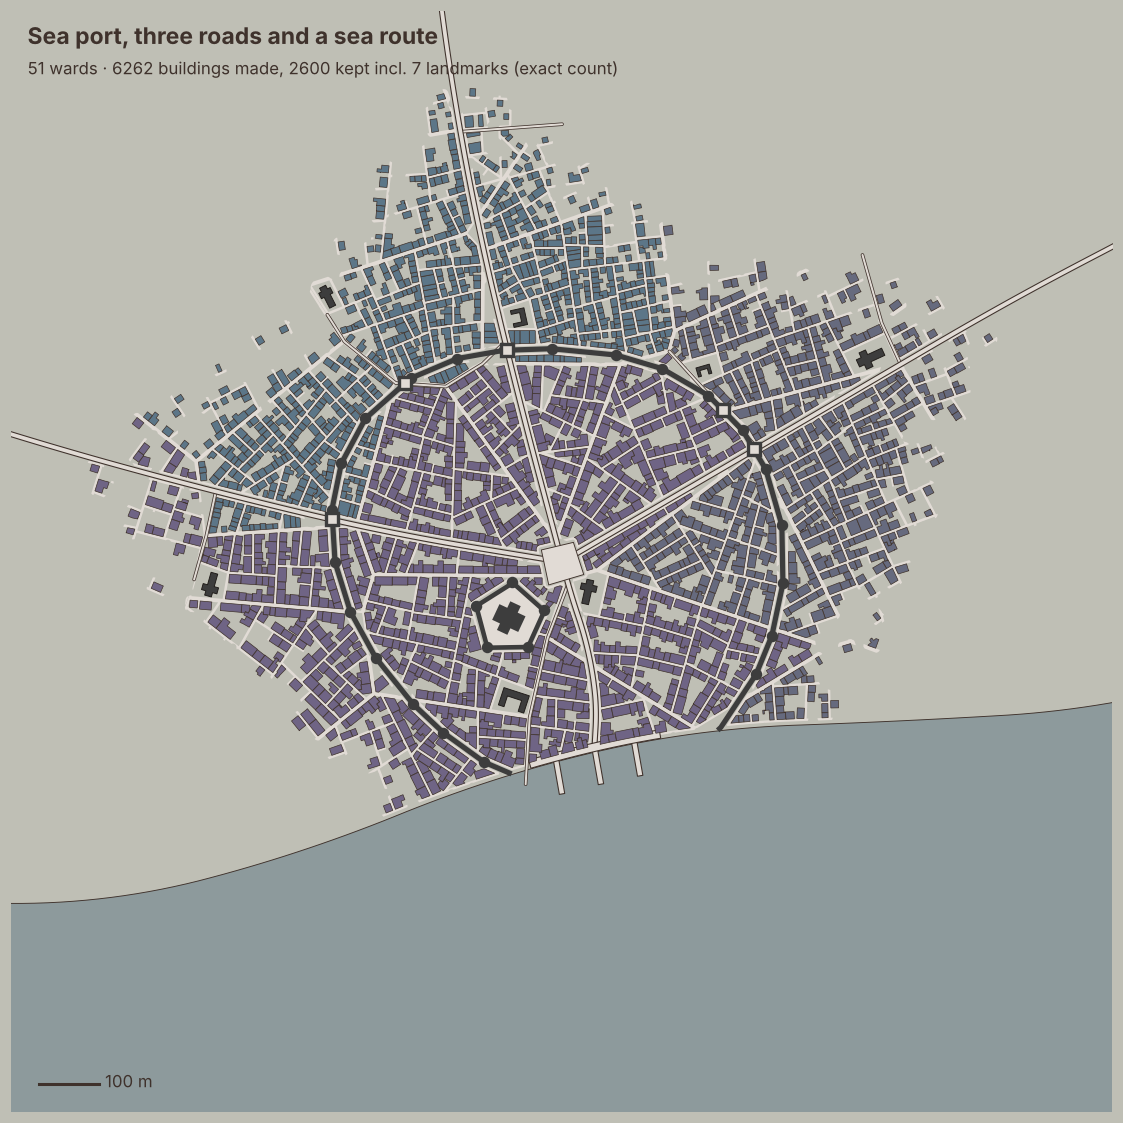 Sea port, three roads and a sea route
51 wards · 6262 buildings made, 2600 kept incl. 7 landmarks (exact count)
100 m